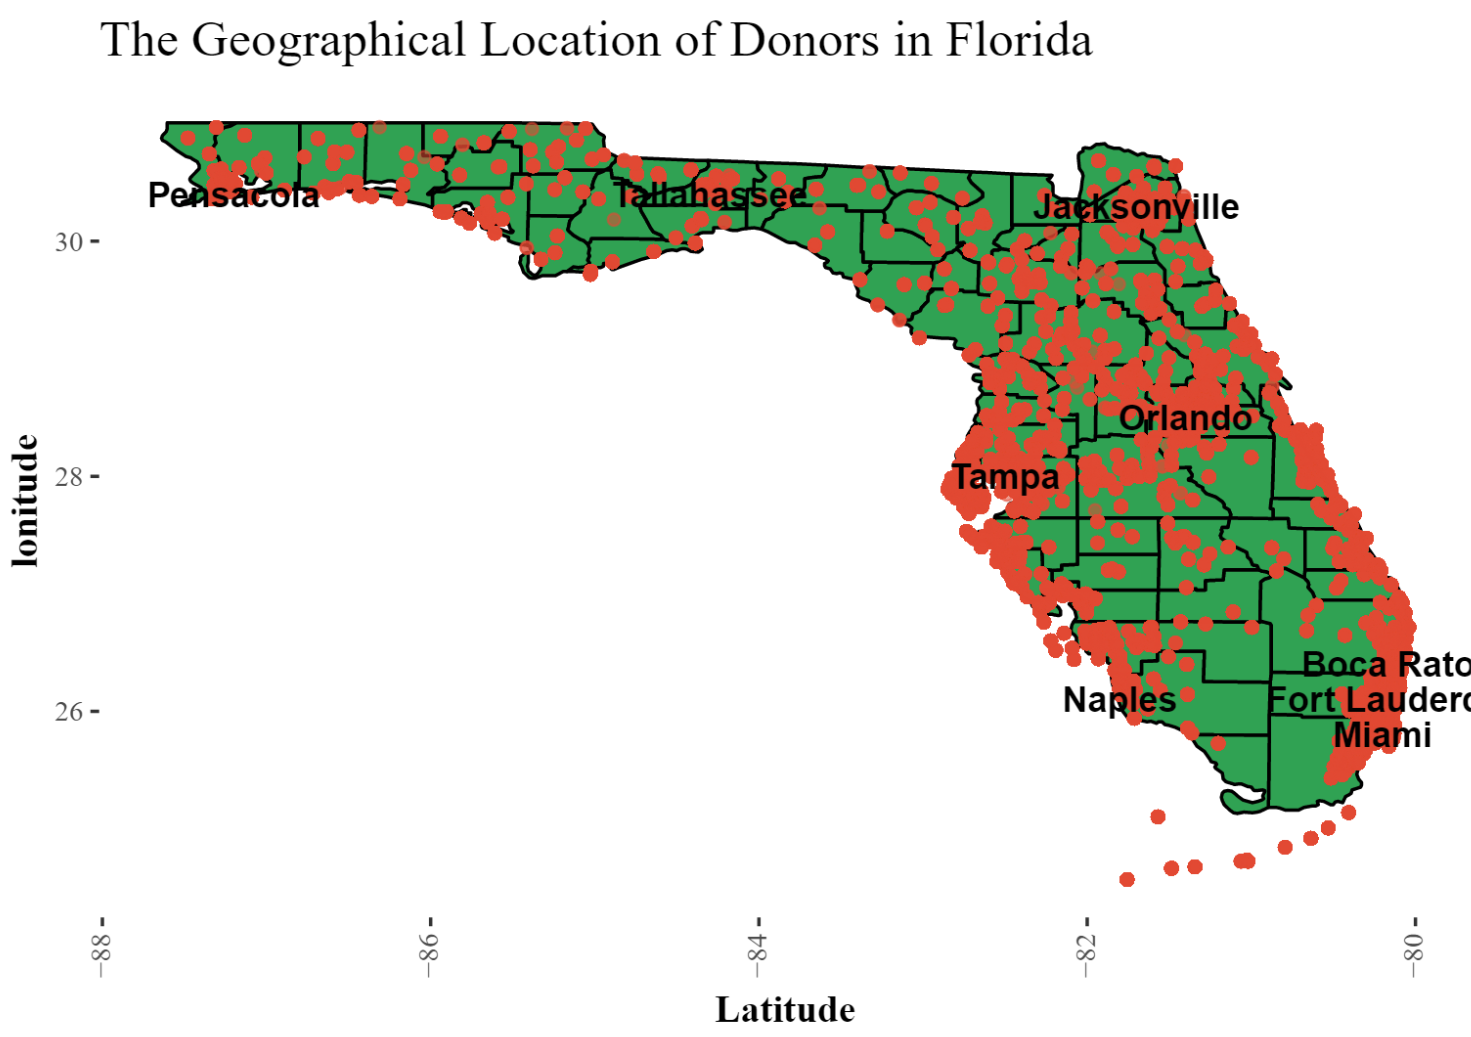 The Geographical Location of Donors in Florida
Pensacola
Tallahassee
Jacksonville
30
Orlando
lonitude
28
Tampa
Boca Rato
Naples
Fort Lauderd
26
Miami
−88
−86
−84
−82
−80
Latitude